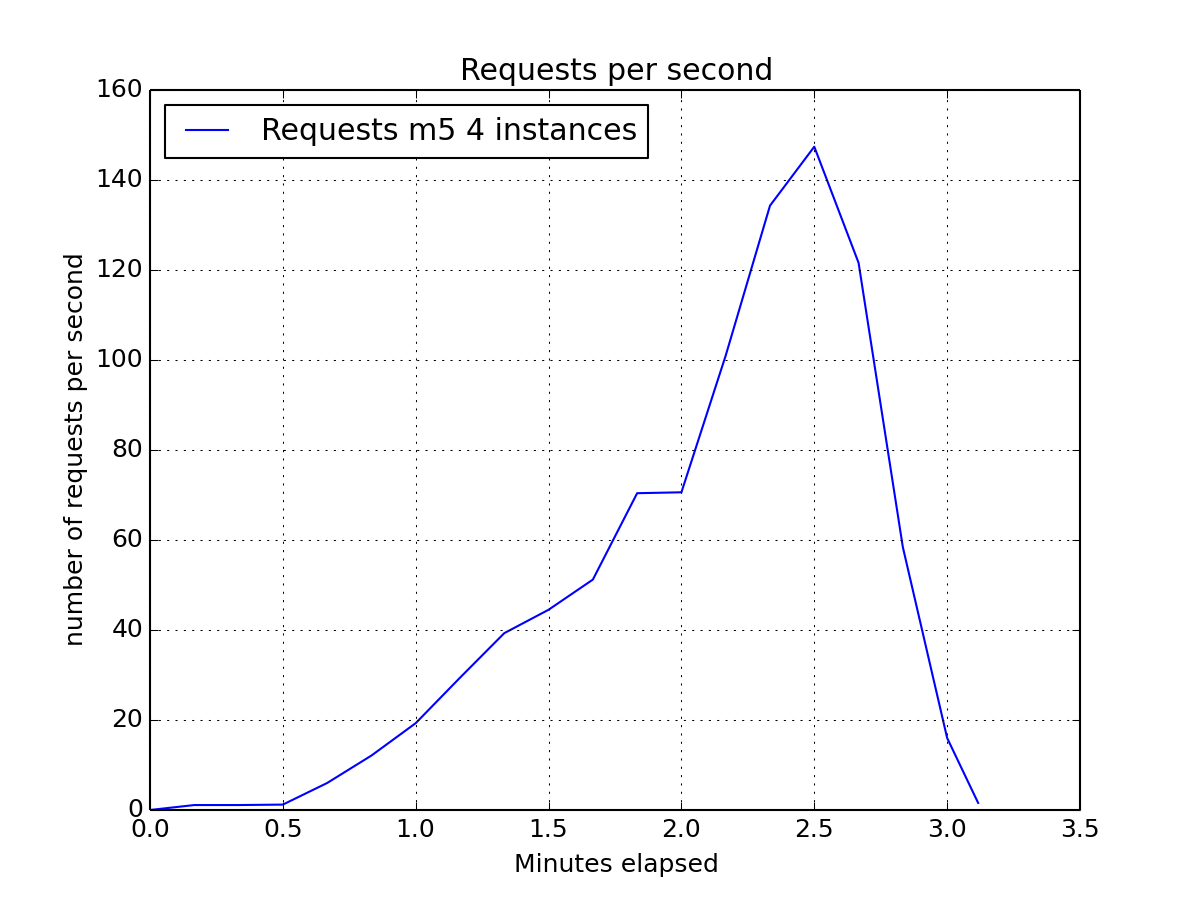 Requests per second
Requests m5 4 instances
number of requests per second
160
140
120
100
80
60
40
20
0
0.0 0.5 1.0 1.5 2.0 2.5 3.0 3.5
Minutes elapsed